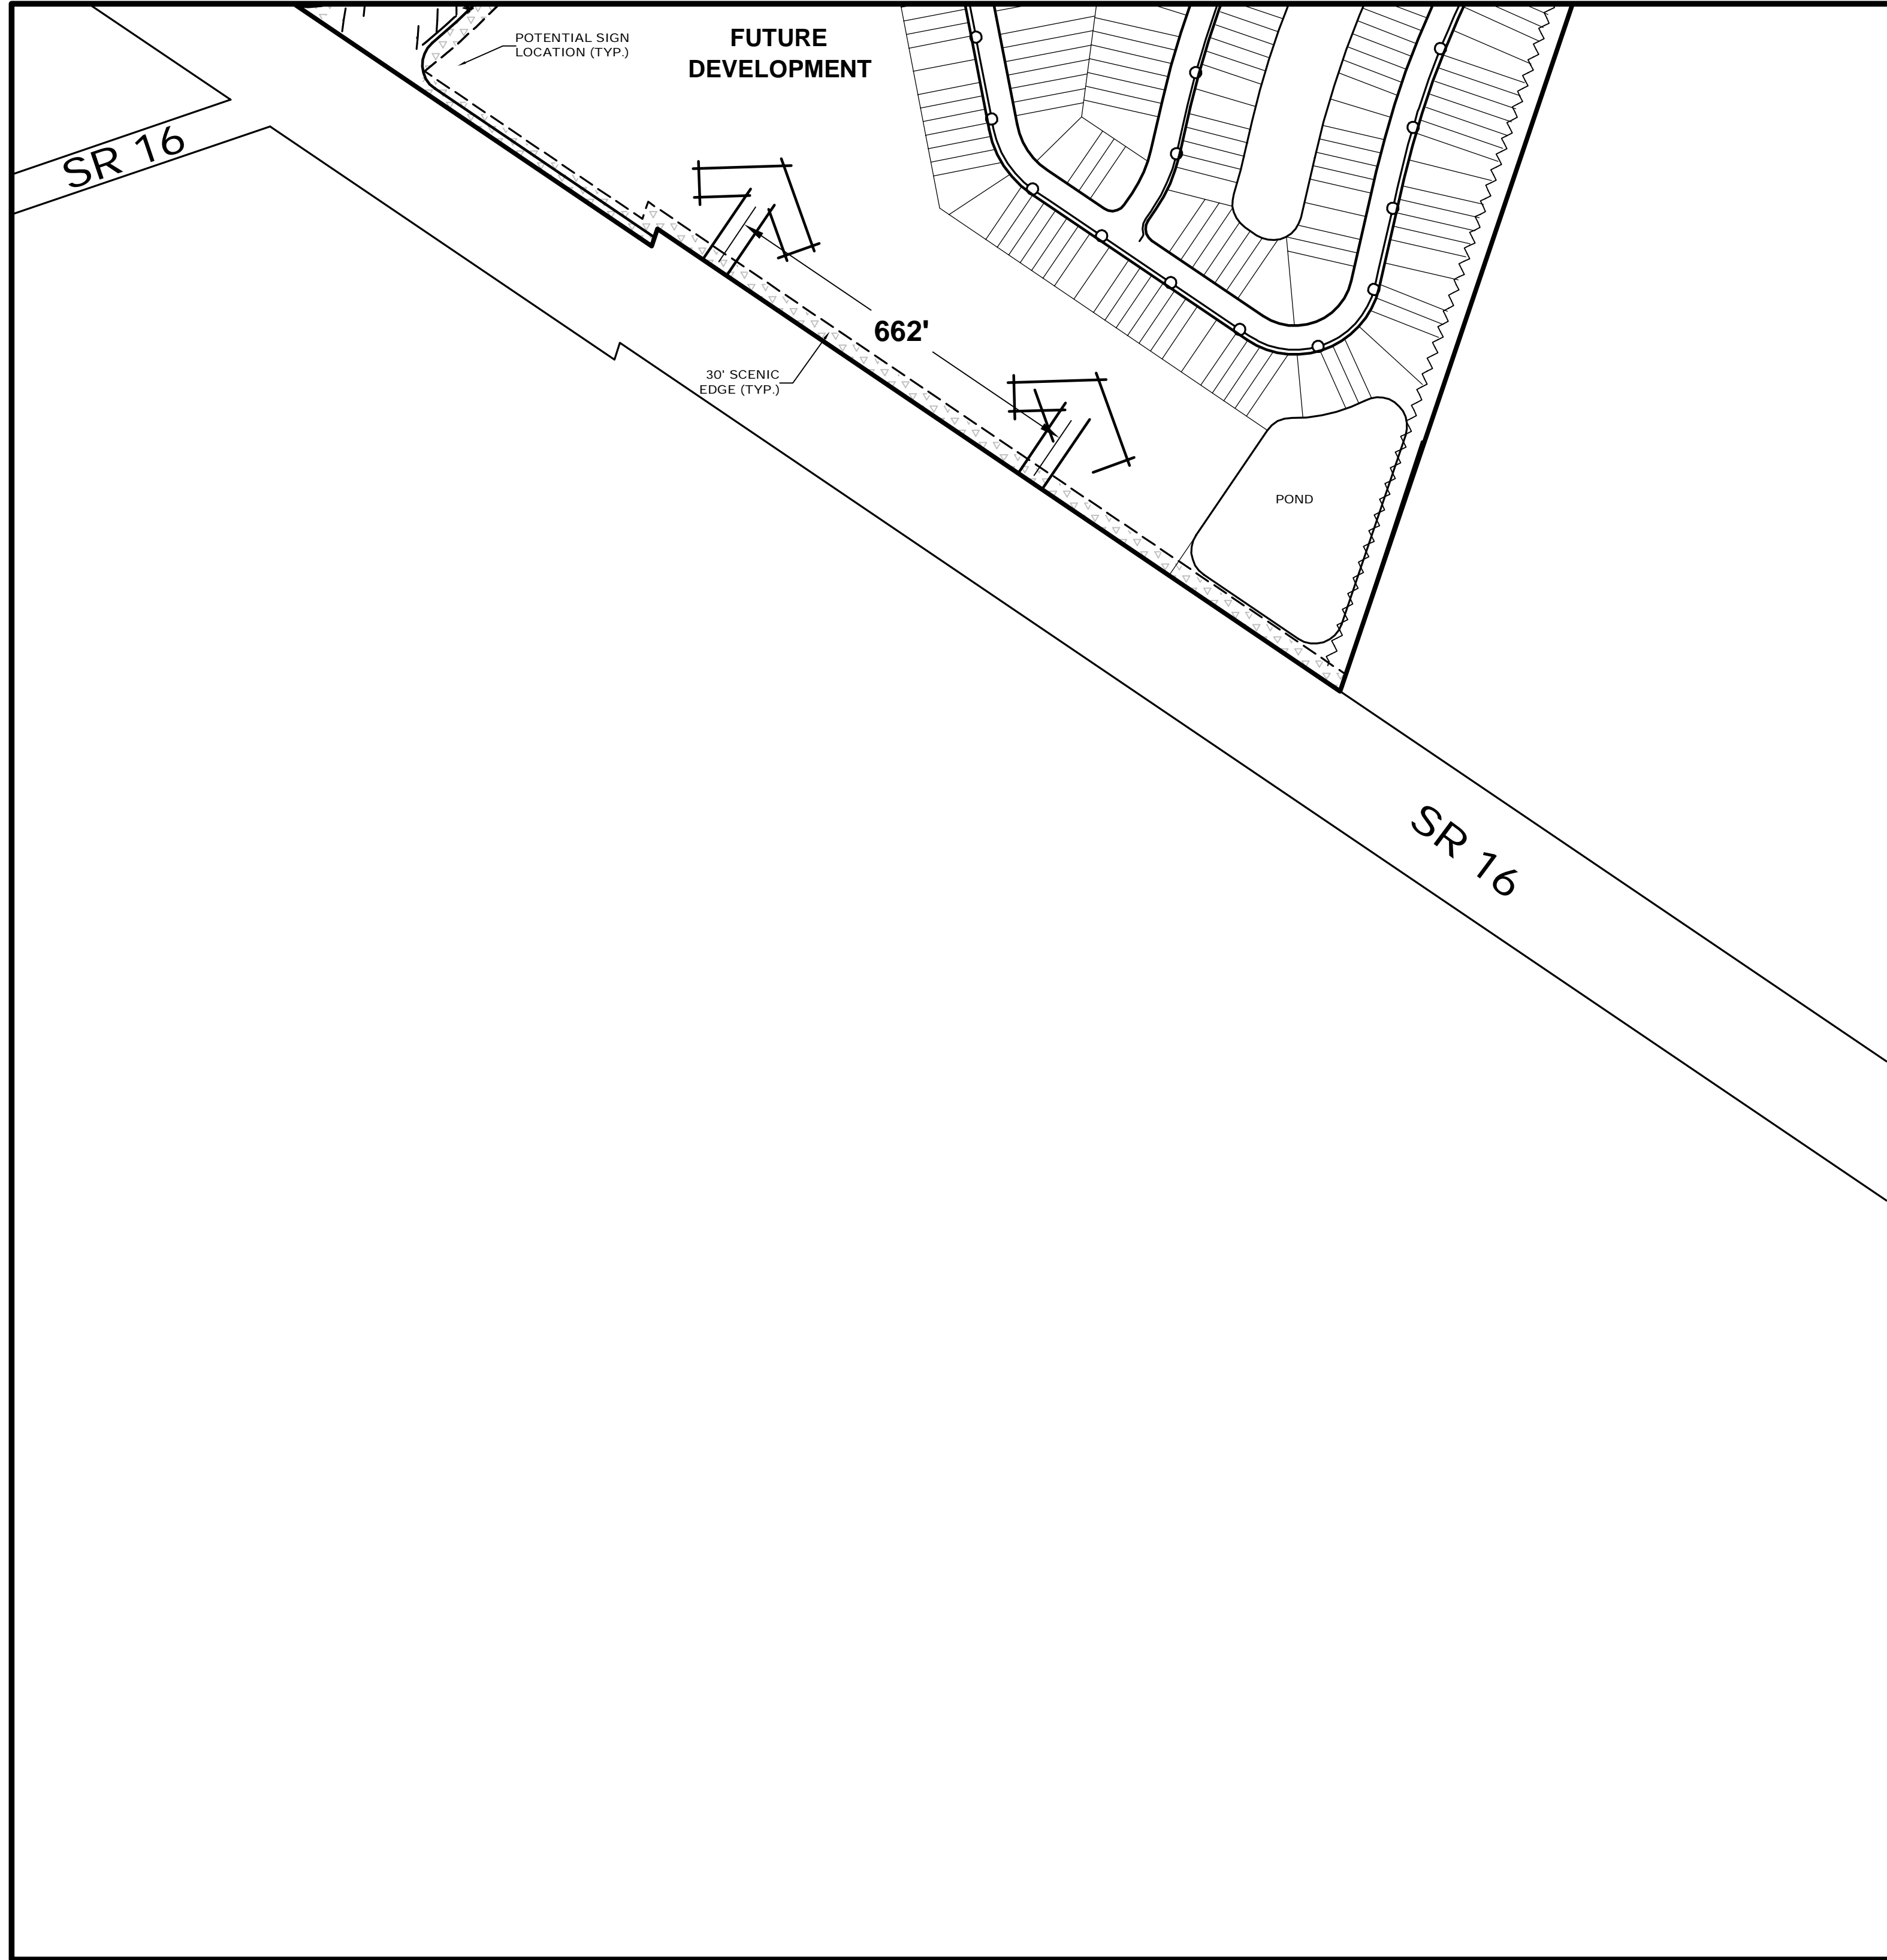 POTENTIAL SIGN
LOCATION (TYP.)
FUTURE
DEVELOPMENT
SR 16
662'
30' SCENIC
EDGE (TYP.)
POND
SR 16